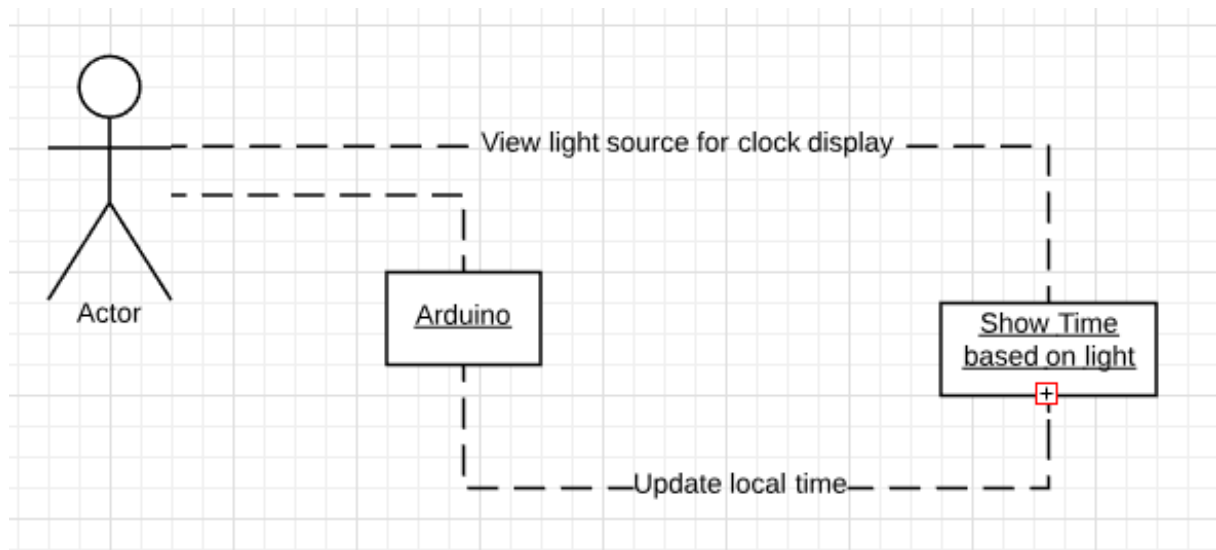 View light source for clock display
Actor
Arduino
Show Time
based on light
Update local time